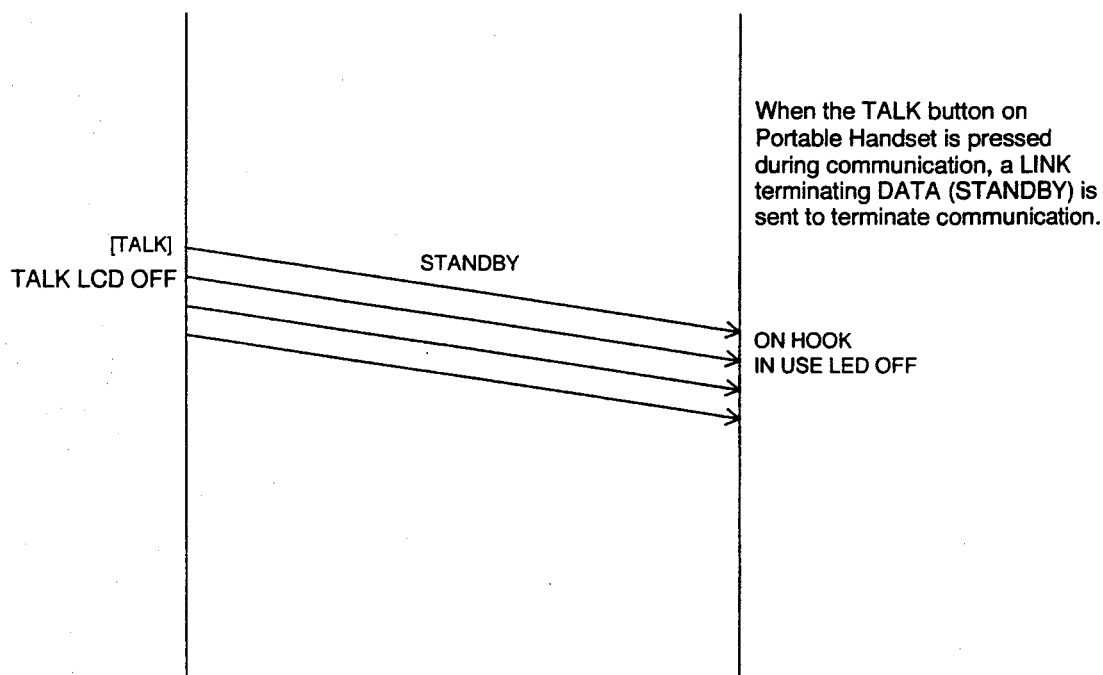 When the TALK button on
Portable Handset is pressed
during communication, a LINK
terminating DATA (STANDBY) is
sent to terminate communication.
[TALK]
STANDBY
TALK LCD OFF
ON HOOK
IN USE LED OFF